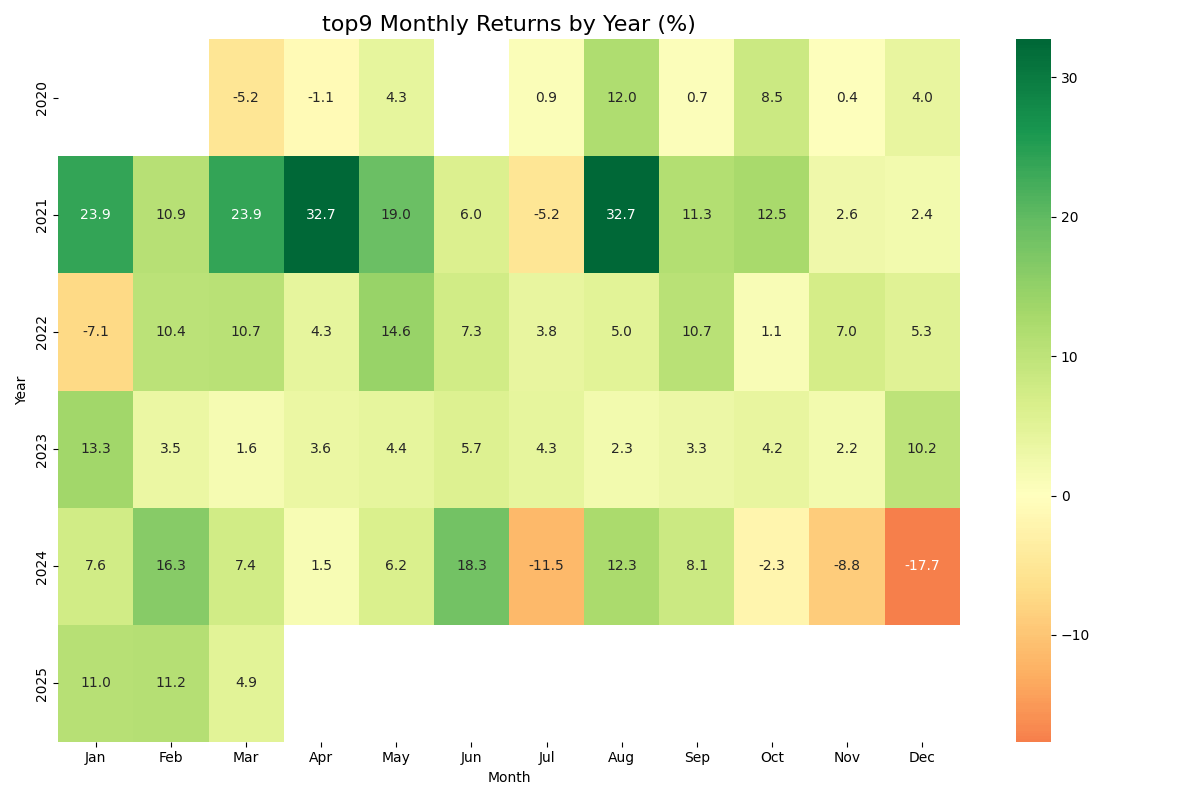 top9 Monthly Returns by Year (%)
2020 -5.2 -1.1 4.3 0.9 12.0 0.7 8.5 0.4 4.0
2021 23.9 10.9 23.9 32.7 19.0 6.0 -5.2 32.7 11.3 12.5 2.6 2.4
2022 -7.1 10.4 10.7 4.3 14.6 7.3 3.8 5.0 10.7 1.1 7.0 5.3
Year
2023 13.3 3.5 1.6 3.6 4.4 5.7 4.3 2.3 3.3 4.2 2.2 10.2
2024 7.6 16.3 7.4 1.5 6.2 18.3 -11.5 12.3 8.1 -2.3 -8.8 -17.7
2025 11.0 11.2 4.9
Jan Feb Mar Apr May Jun Jul Aug Sep Oct Nov Dec
Month
30
20
10
0
−10